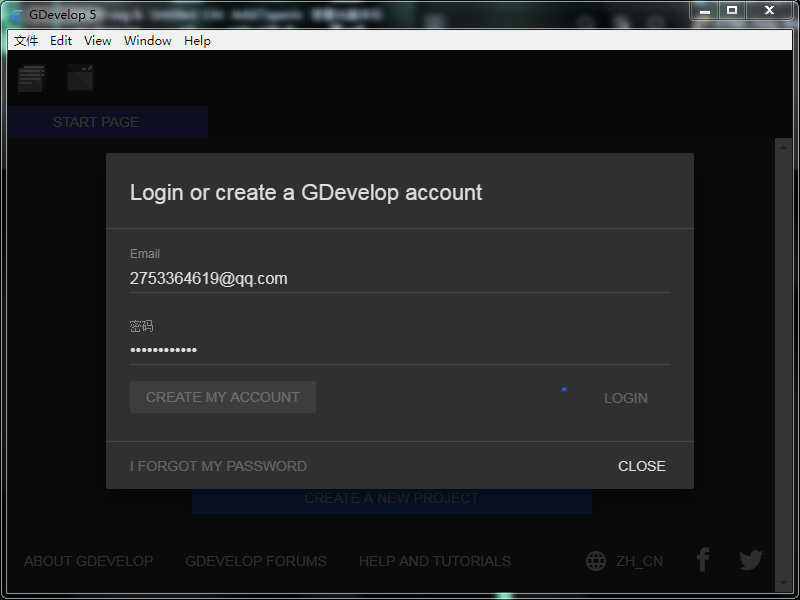 GDevelop 5
文件 Edit View Window Help
START PAGE
Login or create a GDevelop account
Email
2753364619@qq.com
密码
••••••••••••
CREATE MY ACCOUNT LOGIN
I FORGOT MY PASSWORD CLOSE
CREATE A NEW PROJECT
ABOUT GDEVELOP GDEVELOP FORUMS HELP AND TUTORIALS ZH_CN